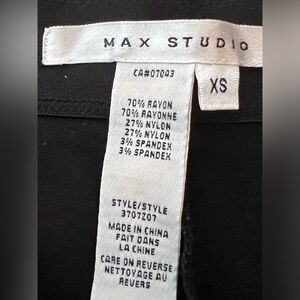 MAX STUDIO
XS
CA#07043
70% RAYON
70% RAYONNE
27% NYLON
27% NYLON
3% SPANDEX
3% SPANDEX
STYLE/STYLE
3707Z07
MADE IN CHINA
FAIT DANS
LA CHINE
CARE ON REVERSE
NETTOYAGE AU
REVERS